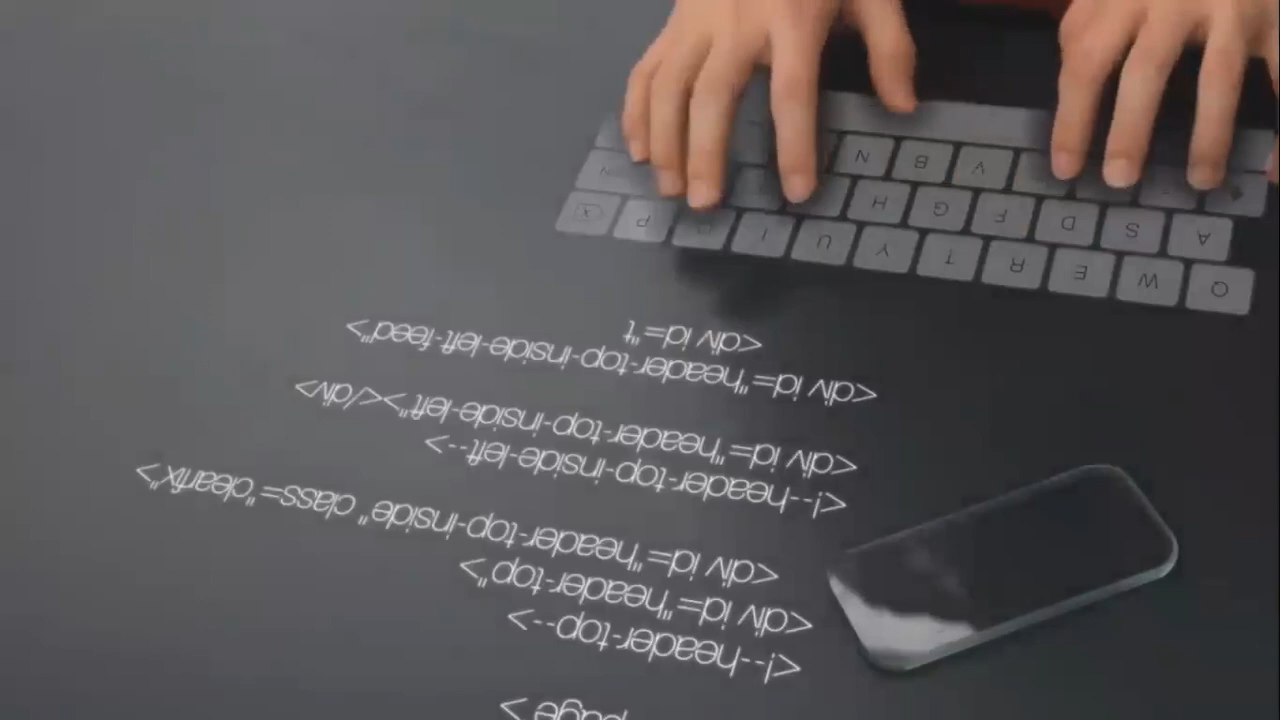 page >
<!--header-top-->
<div id="header-top">
<div id="header-top-inside" class="clearfix">
<!--header-top-inside-left-->
<div id="header-top-inside-left"></div>
<div id="header-top-inside-left-feed">
<div id="t
Q W E R T Y U I O P
A S D F G H
V B N